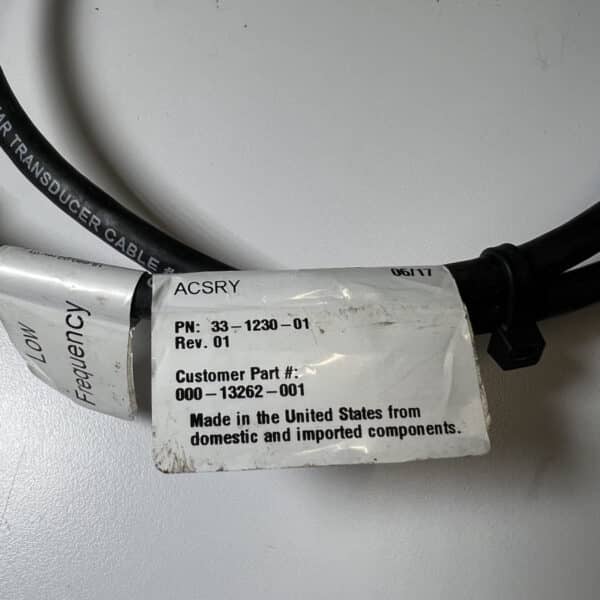 TRANSDUCER CABLE #
Low
Frequency
06/17
ACSRY
PN: 33-1230-01
Rev. 01
Customer Part #:
000-13262-001
Made in the United States from
domestic and imported components.